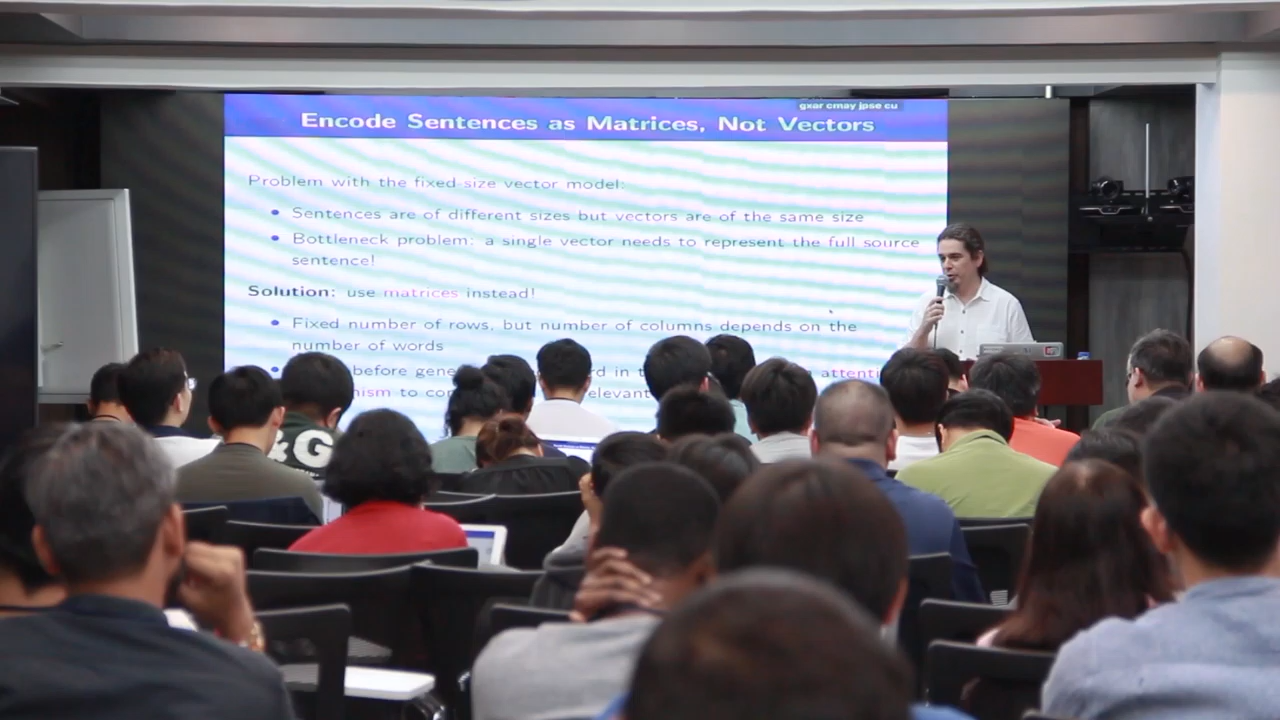 gxar cmay jpse cu
Encode Sentences as Matrices, Not Vectors
Problem with the fixed-size vector model:
• Sentences are of different sizes but vectors are of the same size
• Bottleneck problem: a single vector needs to represent the full source
sentence!
Solution: use matrices instead!
• Fixed number of rows, but number of columns depends on the
number of words
before
to
relevant
&G